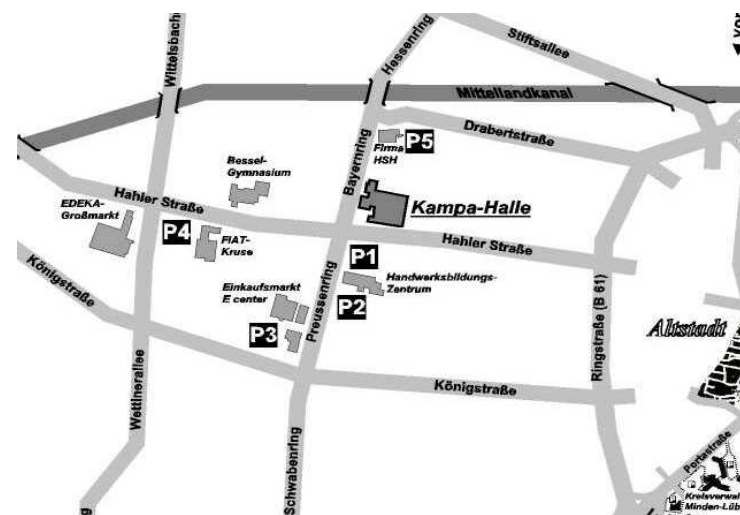 Stiftsallee
Hessenring
Wittelsbach
Mittellandkanal
Drabertstraße
P5
Firma
HSH
Bessel-
Gymnasium
Bayernring
Kampa-Halle
Hahler Straße
EDEKA-
Großmarkt
P4
FIAT-
Kruse
Hahler Straße
P1
Handwerksbildungs-
Zentrum
P2
Königstraße
Einkaufsmarkt
E center
P3
Preussenring
Ringstraße (B 61)
Altstadt
Wettinerallee
Königstraße
Schwabenring
Portastraße
Kreisverwal
Minden-Lüb